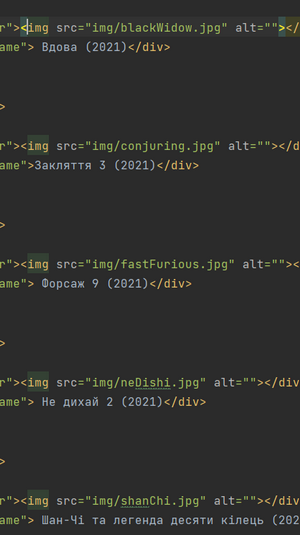 r"><img src="img/blackWidow.jpg" alt=""></
ame"> Вдова (2021)</div>
>
r"><img src="img/conjuring.jpg" alt=""></d
ame">Закляття 3 (2021)</div>
>
r"><img src="img/fastFurious.jpg" alt=""><
ame"> Форсаж 9 (2021)</div>
>
r"><img src="img/neDishi.jpg" alt=""></div
ame"> Не дихай 2 (2021)</div>
>
r"><img src="img/shanChi.jpg" alt=""></div
ame"> Шан-Чі та легенда десяти кілець (202